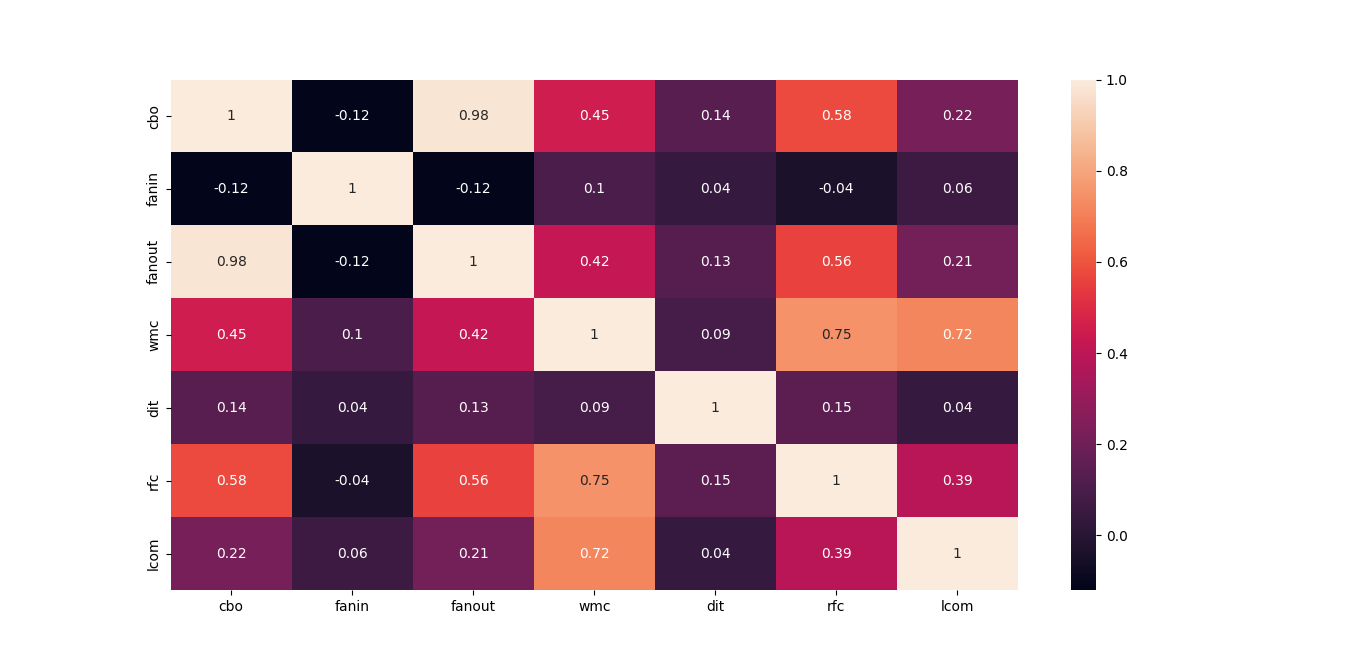 cbo 1 -0.12 0.98 0.45 0.14 0.58 0.22
fanin -0.12 1 -0.12 0.1 0.04 -0.04 0.06
fanout 0.98 -0.12 1 0.42 0.13 0.56 0.21
wmc 0.45 0.1 0.42 1 0.09 0.75 0.72
dit 0.14 0.04 0.13 0.09 1 0.15 0.04
rfc 0.58 -0.04 0.56 0.75 0.15 1 0.39
lcom 0.22 0.06 0.21 0.72 0.04 0.39 1
cbo fanin fanout wmc dit rfc lcom
1.0
0.8
0.6
0.4
0.2
0.0